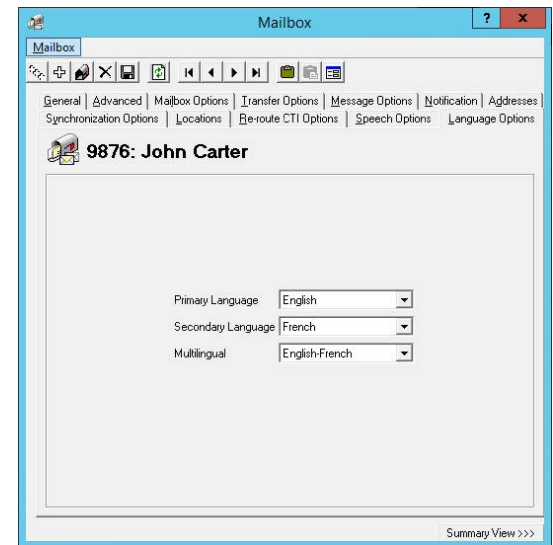 Mailbox
? x
Mailbox
General Advanced Mailbox Options Transfer Options Message Options Notification Addresses
Synchronization Options Locations Re-route CTI Options Speech Options Language Options
9876: John Carter
Primary Language English
Secondary Language French
Multilingual English-French
Summary View >>>